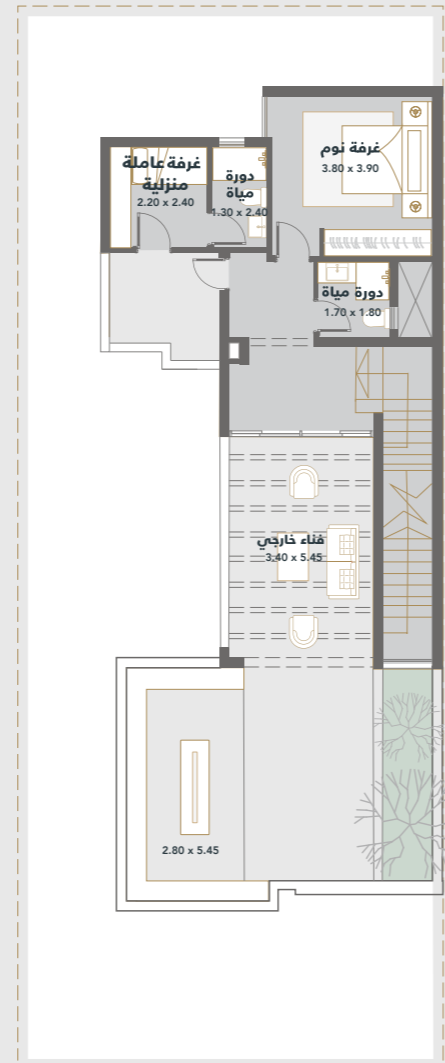 غرفة نوم
3.80 x 3.90
غرفة عاملة
منزلية
2.20 x 2.40
دورة
مياة
1.30 x 2.40
دورة مياة
1.70 x 1.80
فناء خارجي
3.40 x 5.45
2.80 x 5.45